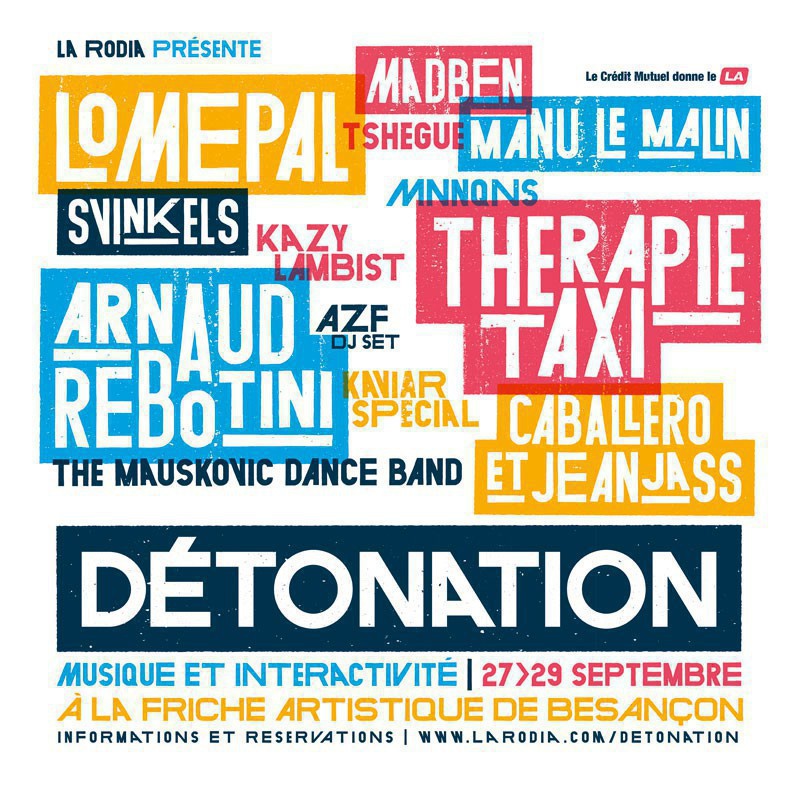 LA RODIA PRÉSENTE
Le Crédit Mutuel donne le LA
MADBEN
LOMEPAL
TSHEGUE
MANU LE MALIN
MNNQNS
SVINKELS
KAZY
LAMBIST
THERAPIE
TAXI
ARNAUD
REBOTINI
AZF
DJ SET
KAVIAR
SPECIAL
CABALLERO
ET JEANJASS
THE MAUSKOVIC DANCE BAND
DÉTONATION
MUSIQUE ET INTERACTIVITÉ | 27>29 SEPTEMBRE
À LA FRICHE ARTISTIQUE DE BESANÇON
INFORMATIONS ET RESERVATIONS | WWW.LARODIA.COM/DETONATION